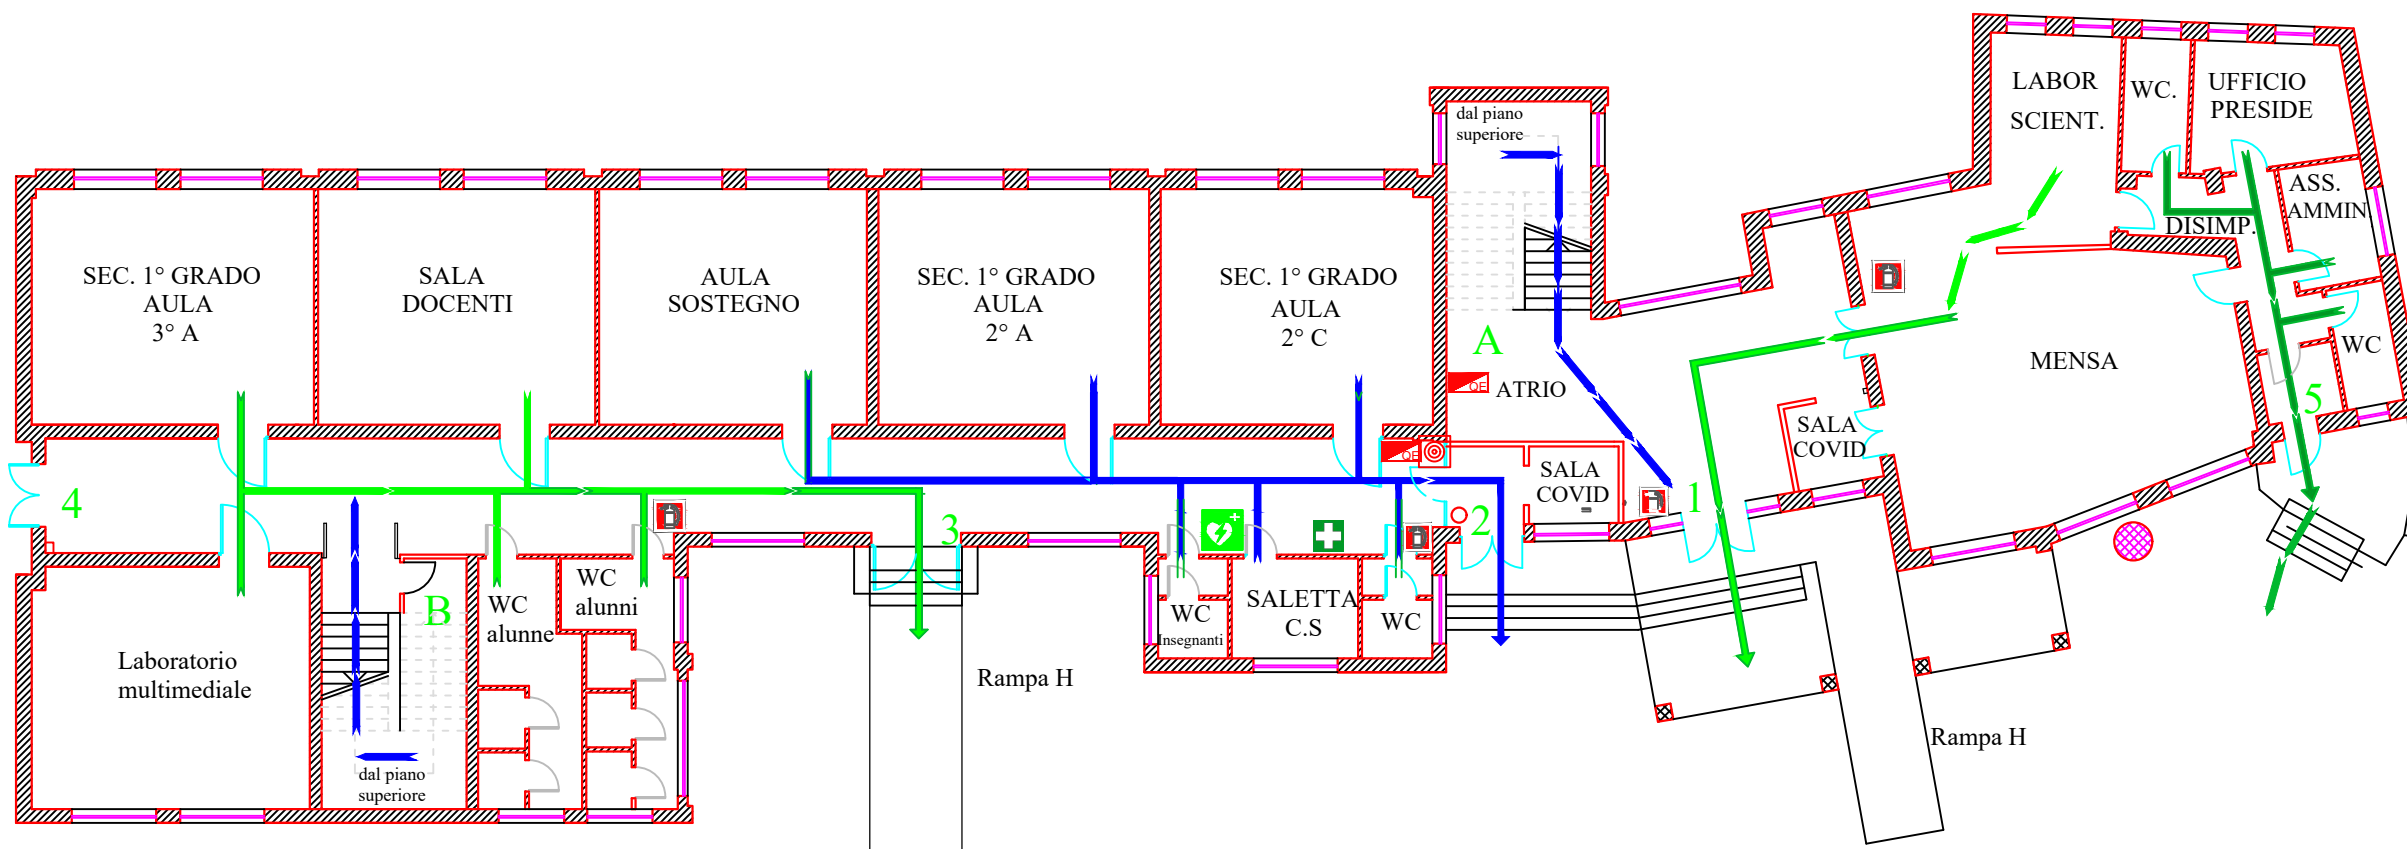 SEC. 1° GRADO
AULA
3° A
SALA
DOCENTI
AULA
SOSTEGNO
SEC. 1° GRADO
AULA
2° A
SEC. 1° GRADO
AULA
2° C
dal piano
superiore
A
QE
ATRIO
QE
SALA
COVID
1
2
3
4
LABOR
SCIENT.
WC.
UFFICIO
PRESIDE
ASS.
AMMIN.
DISIMP.
MENSA
WC
5
SALA
COVID
Laboratorio
multimediale
B
dal piano
superiore
WC
alunne
WC
alunni
Rampa H
WC
Insegnanti
SALETTA
C.S
WC
Rampa H